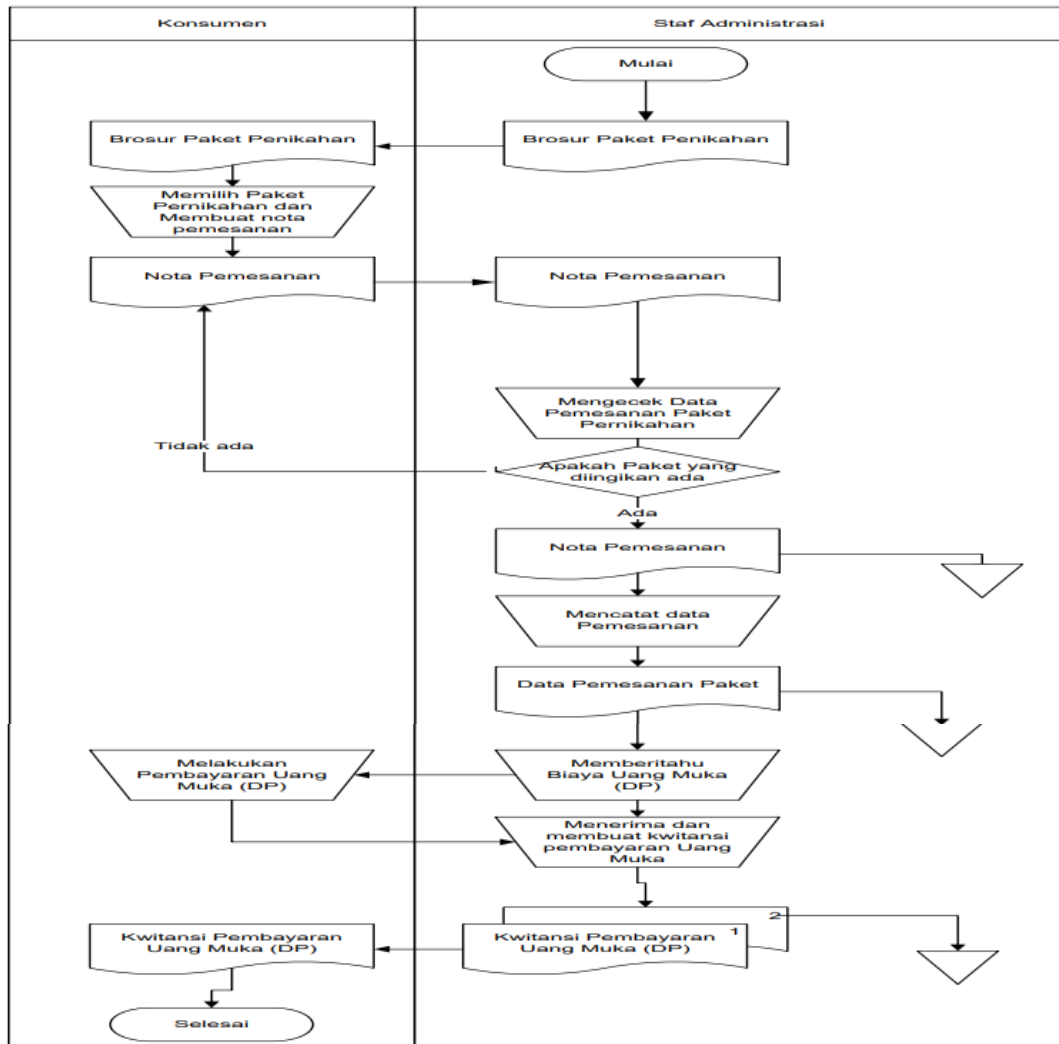 Konsumen
Staf Administrasi
Mulai
Brosur Paket Penikahan
Brosur Paket Penikahan
Memilih Paket
Pernikahan dan
Membuat nota
pemesanan
Nota Pemesanan
Nota Pemesanan
Mengecek Data
Pemesanan Paket
Pernikahan
Tidak ada
Apakah Paket yang
diingikan ada
Ada
Nota Pemesanan
Mencatat data
Pemesanan
Data Pemesanan Paket
Melakukan
Pembayaran Uang
Muka (DP)
Memberitahu
Biaya Uang Muka
(DP)
Menerima dan
membuat kwitansi
pembayaran Uang
Muka
2
1
Kwitansi Pembayaran
Uang Muka (DP)
Kwitansi Pembayaran
Uang Muka (DP)
Selesai